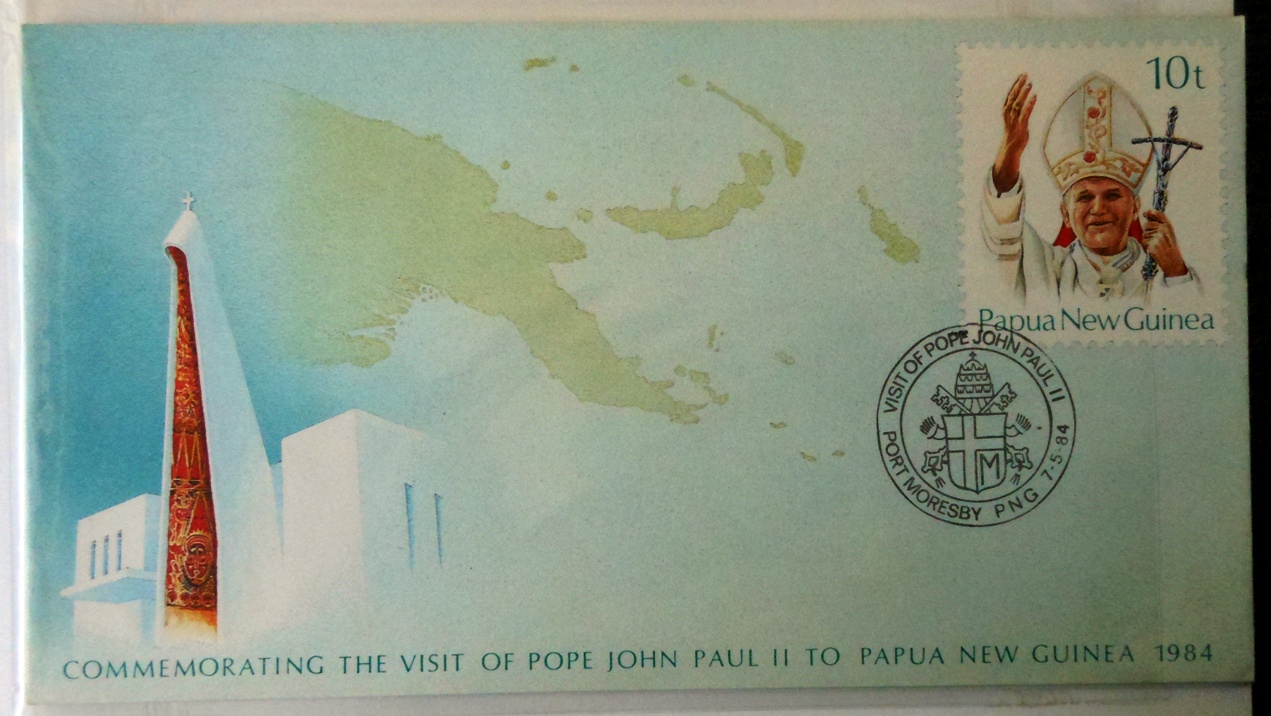 10t
Papua New Guinea
VISIT OF POPE JOHN PAUL II
PORT MORESBY PNG 7·5·84
M
COMMEMORATING THE VISIT OF POPE JOHN PAUL II TO PAPUA NEW GUINEA 1984